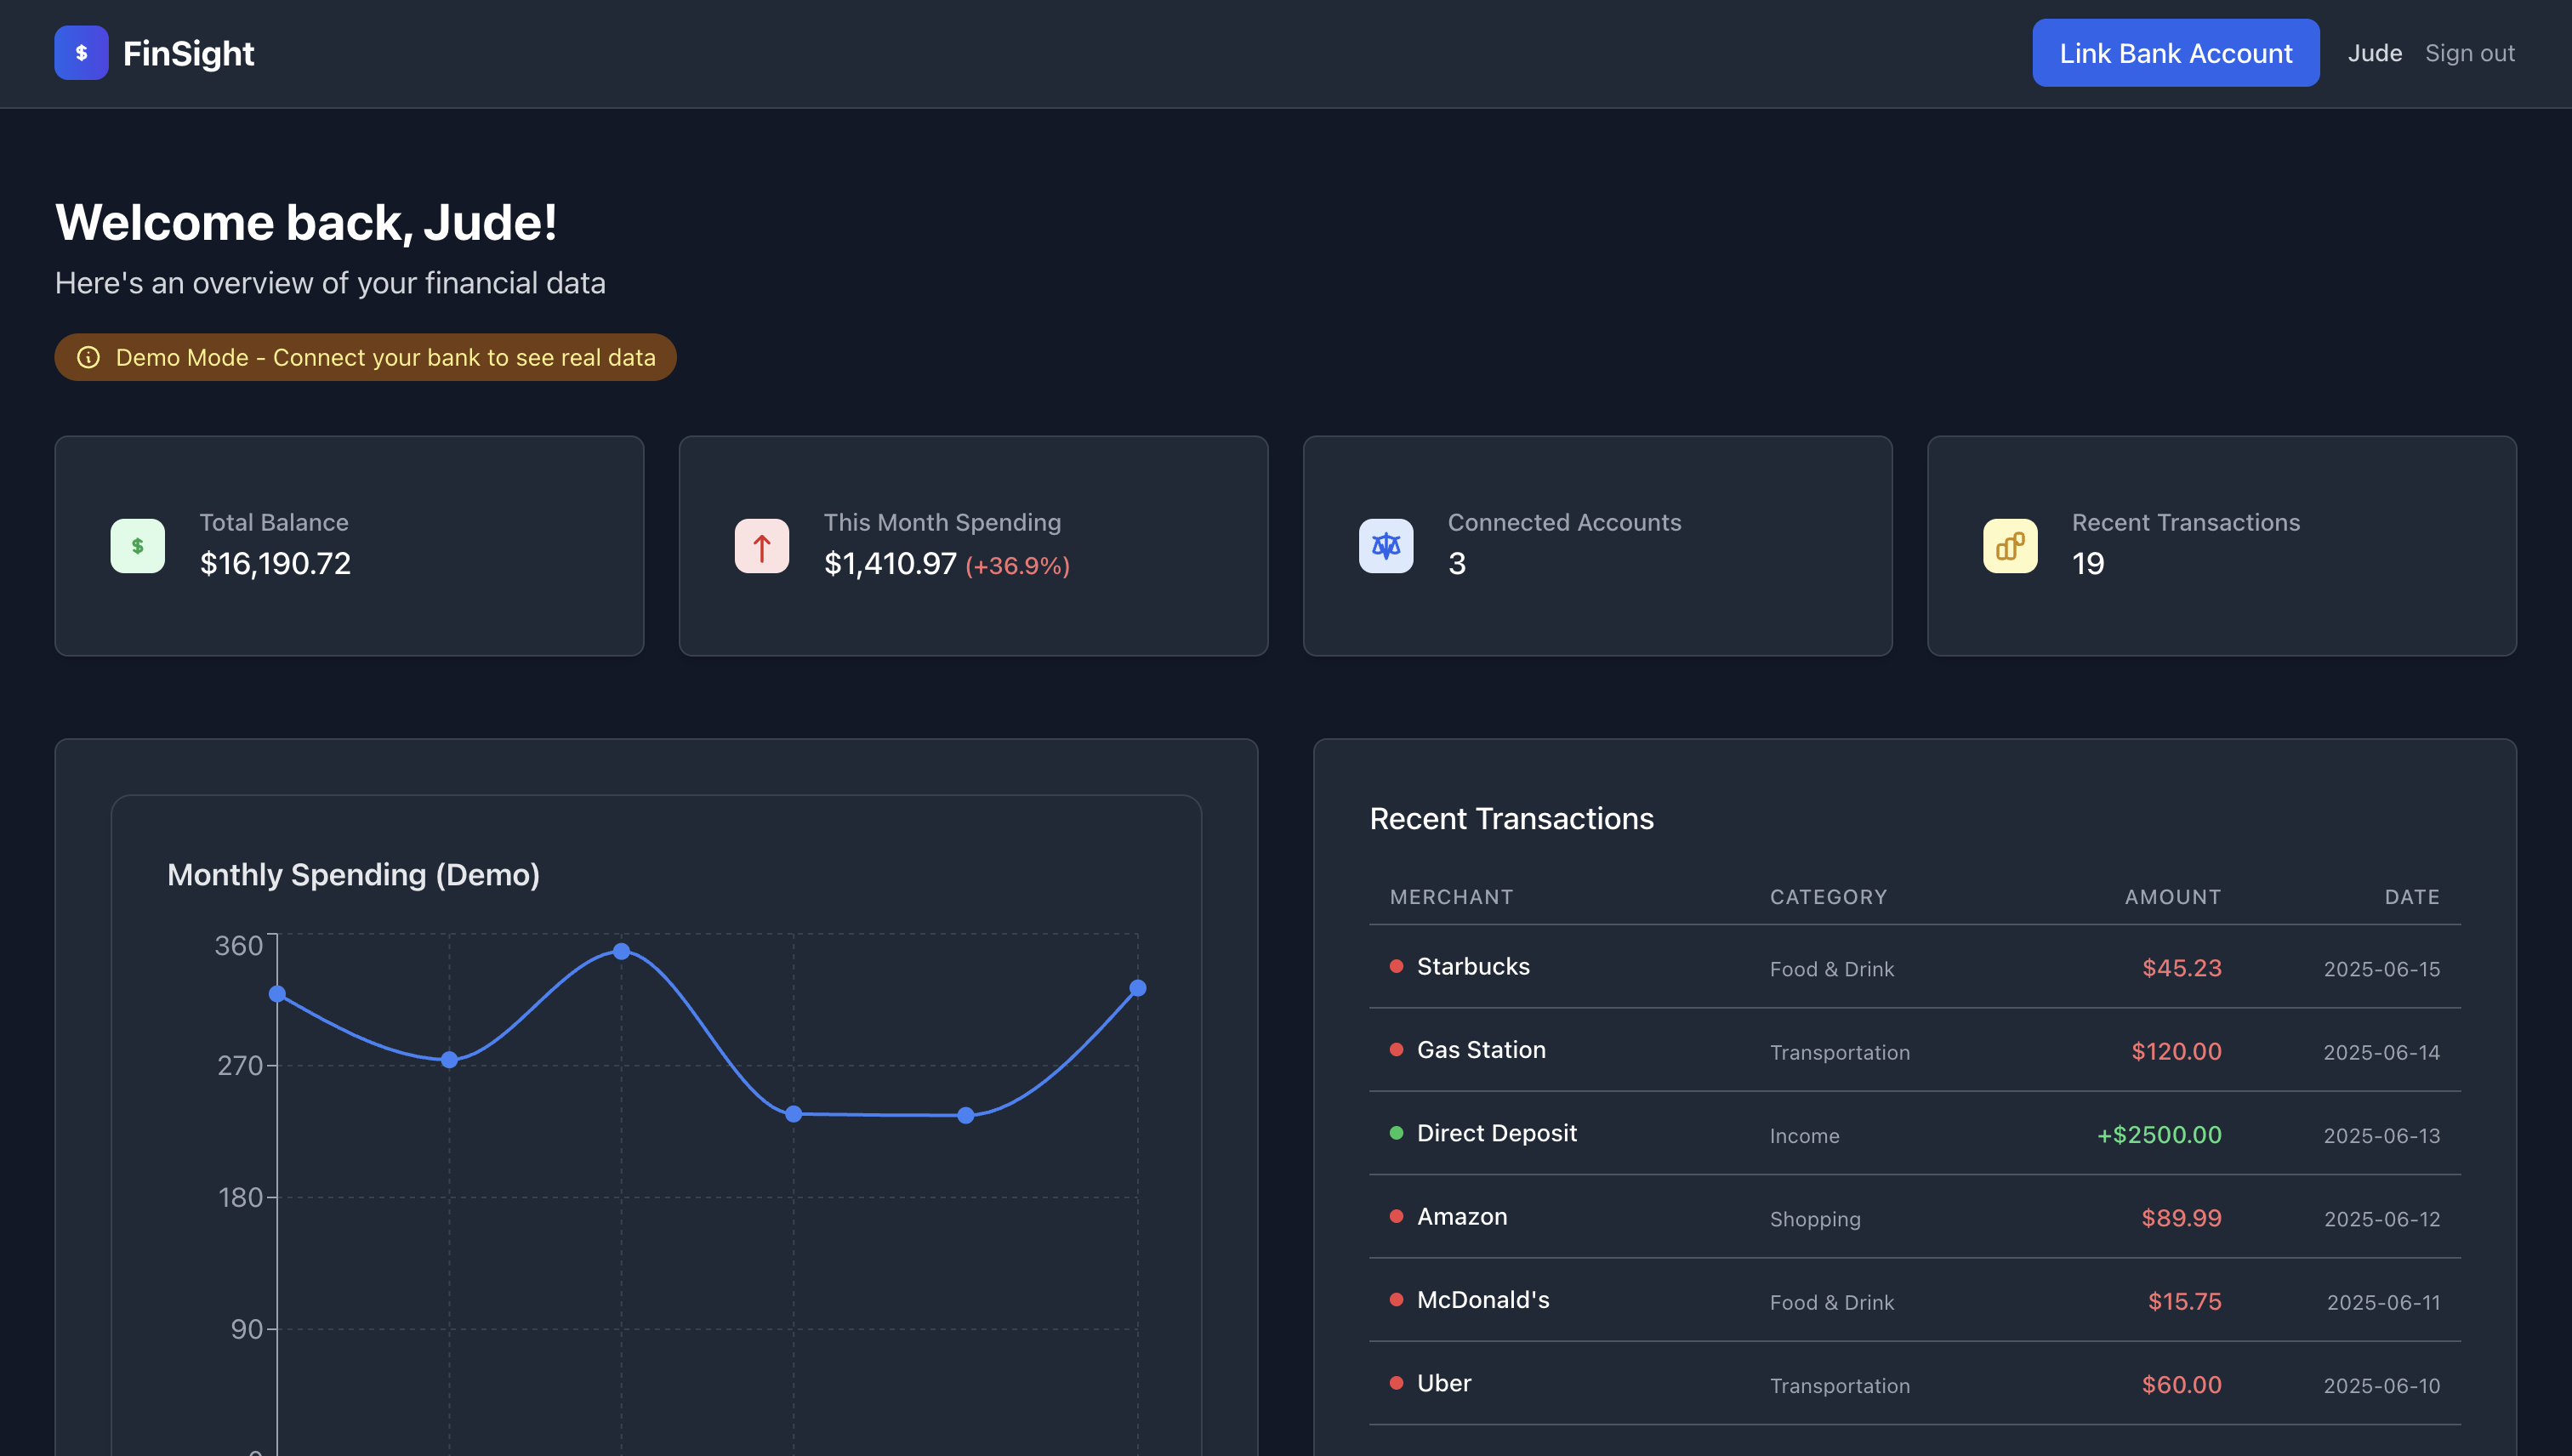 $ FinSight
Link Bank Account Jude Sign out
Welcome back, Jude!
Here's an overview of your financial data
Demo Mode - Connect your bank to see real data
$
Total Balance
$16,190.72
This Month Spending
$1,410.97 (+36.9%)
Connected Accounts
3
Recent Transactions
19
Monthly Spending (Demo)
360
270
180
90
Recent Transactions
MERCHANT CATEGORY AMOUNT DATE
Starbucks Food & Drink $45.23 2025-06-15
Gas Station Transportation $120.00 2025-06-14
Direct Deposit Income +$2500.00 2025-06-13
Amazon Shopping $89.99 2025-06-12
McDonald's Food & Drink $15.75 2025-06-11
Uber Transportation $60.00 2025-06-10